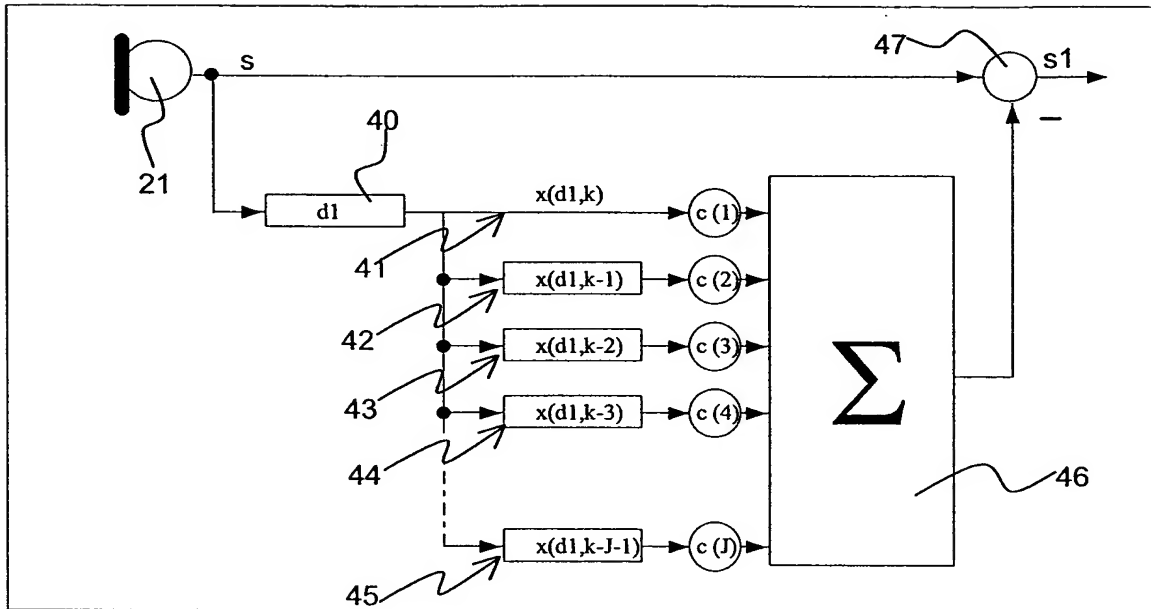 47
s
s1
40
−
21
d1
x(d1,k)
c (1)
41
x(d1,k-1)
c (2)
42
x(d1,k-2)
c (3)
Σ
43
x(d1,k-3)
c (4)
44
46
x(d1,k-J-1)
c (J)
45